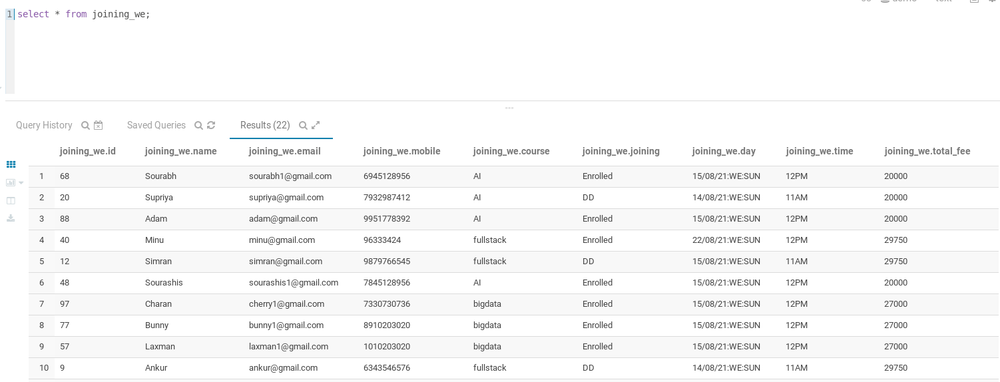 1 select * from joining_we;
Query History Saved Queries Results (22)
joining_we.id joining_we.name joining_we.email joining_we.mobile joining_we.course joining_we.joining joining_we.day joining_we.time joining_we.total_fee
1 68 Sourabh sourabh1@gmail.com 6945128956 AI Enrolled 15/08/21:WE:SUN 12PM 20000
2 20 Supriya supriya@gmail.com 7932987412 AI DD 14/08/21:WE:SUN 11AM 20000
3 88 Adam adam@gmail.com 9951778392 AI Enrolled 15/08/21:WE:SUN 12PM 20000
4 40 Minu minu@gmail.com 96333424 fullstack Enrolled 22/08/21:WE:SUN 12PM 29750
5 12 Simran simran@gmail.com 9879766545 fullstack DD 15/08/21:WE:SUN 11AM 29750
6 48 Sourashis sourashis1@gmail.com 7845128956 AI Enrolled 15/08/21:WE:SUN 12PM 20000
7 97 Charan cherry1@gmail.com 7330730736 bigdata Enrolled 15/08/21:WE:SUN 12PM 27000
8 77 Bunny bunny1@gmail.com 8910203020 bigdata Enrolled 15/08/21:WE:SUN 12PM 27000
9 57 Laxman laxman1@gmail.com 1010203020 bigdata Enrolled 15/08/21:WE:SUN 12PM 27000
10 9 Ankur ankur@gmail.com 6343546576 fullstack DD 14/08/21:WE:SUN 11AM 29750